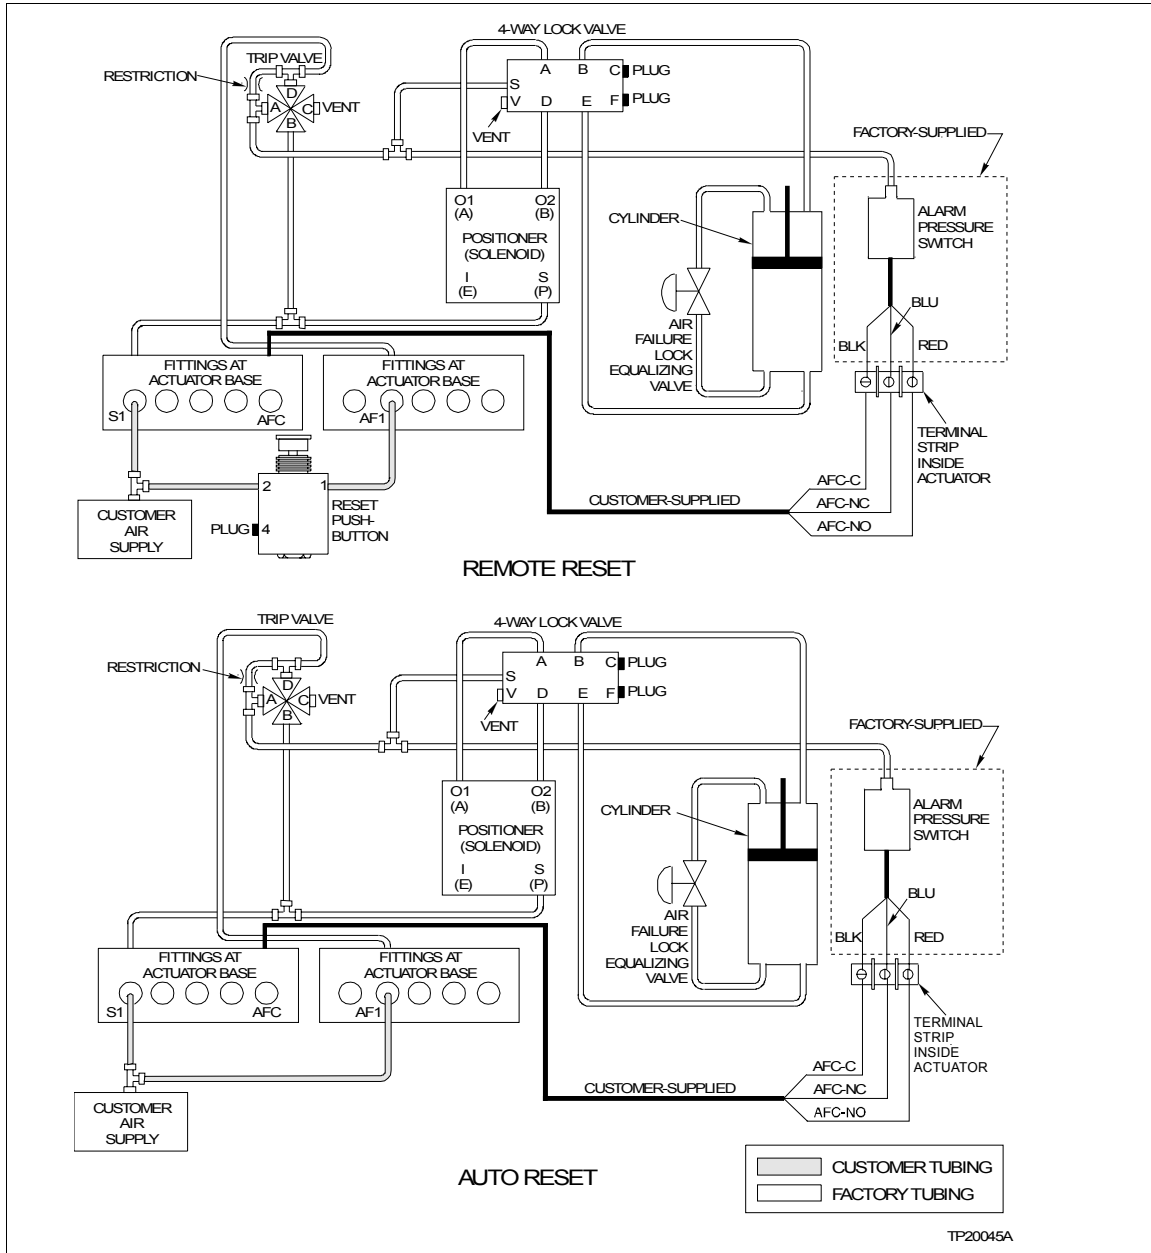 4-WAY LOCK VALVE
TRIP VALVE
RESTRICTION
A
B
C
PLUG
S
D
V
D
E
F
PLUG
A
C
VENT
B
VENT
FACTORY-SUPPLIED
O1
(A)
O2
(B)
POSITIONER
(SOLENOID)
I
(E)
S
(P)
CYLINDER
ALARM
PRESSURE
SWITCH
AIR
FAILURE
LOCK
EQUALIZING
VALVE
BLU
BLK
RED
FITTINGS AT
ACTUATOR BASE
S1
AFC
FITTINGS AT
ACTUATOR BASE
AF1
TERMINAL
STRIP
INSIDE
ACTUATOR
2
1
PLUG
4
RESET
PUSH-
BUTTON
CUSTOMER
AIR
SUPPLY
CUSTOMER-SUPPLIED
AFC-C
AFC-NC
AFC-NO
REMOTE RESET
TRIP VALVE
4-WAY LOCK VALVE
RESTRICTION
A
B
C
PLUG
S
D
V
D
E
F
PLUG
A
C
VENT
B
VENT
FACTORY-SUPPLIED
O1
(A)
O2
(B)
POSITIONER
(SOLENOID)
I
(E)
S
(P)
CYLINDER
ALARM
PRESSURE
SWITCH
AIR
FAILURE
LOCK
EQUALIZING
VALVE
BLU
BLK
RED
FITTINGS AT
ACTUATOR BASE
S1
AFC
FITTINGS AT
ACTUATOR BASE
AF1
TERMINAL
STRIP
INSIDE
ACTUATOR
CUSTOMER
AIR
SUPPLY
CUSTOMER-SUPPLIED
AFC-C
AFC-NC
AFC-NO
AUTO RESET
CUSTOMER TUBING
FACTORY TUBING
TP20045A